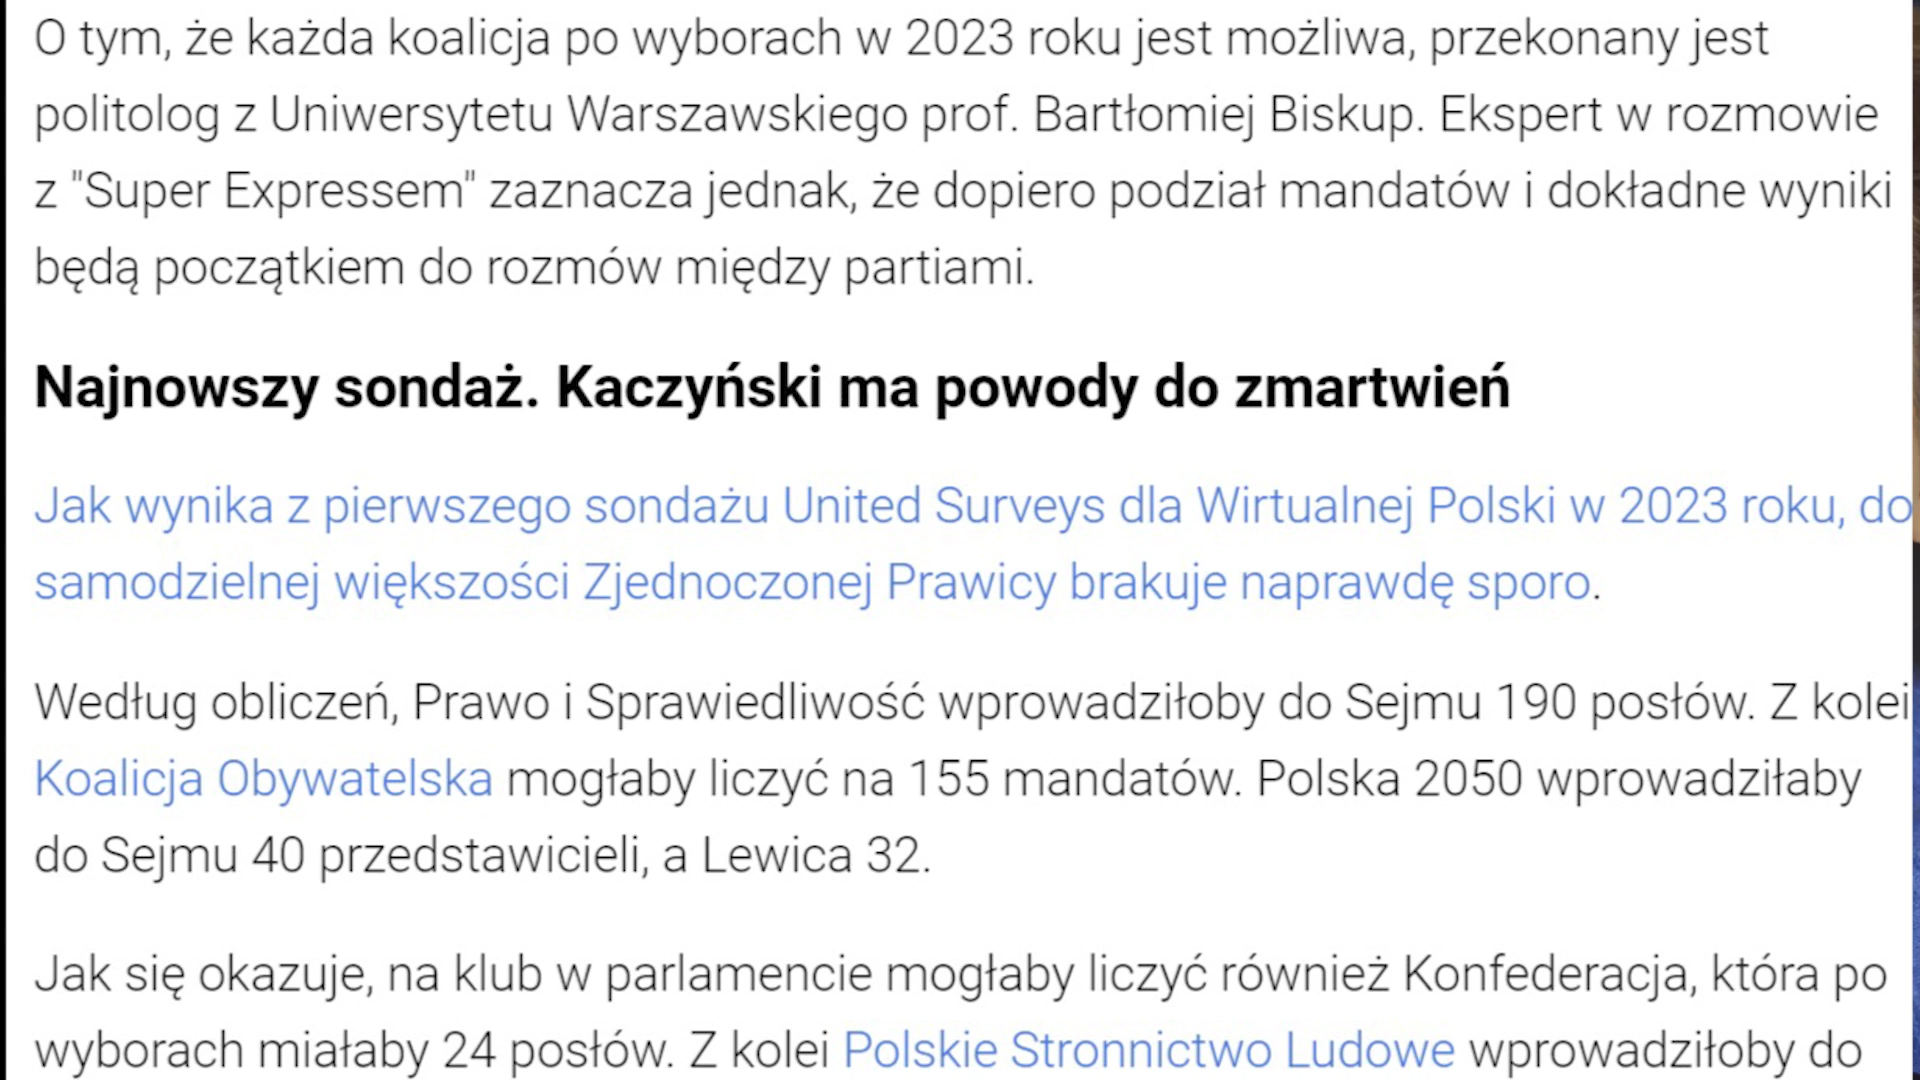 O tym, że każda koalicja po wyborach w 2023 roku jest możliwa, przekonany jest
politolog z Uniwersytetu Warszawskiego prof. Bartłomiej Biskup. Ekspert w rozmowie
z "Super Expressem" zaznacza jednak, że dopiero podział mandatów i dokładne wyniki
będą początkiem do rozmów między partiami.
Najnowszy sondaż. Kaczyński ma powody do zmartwień
Jak wynika z pierwszego sondażu United Surveys dla Wirtualnej Polski w 2023 roku, do
samodzielnej większości Zjednoczonej Prawicy brakuje naprawdę sporo.
Według obliczeń, Prawo i Sprawiedliwość wprowadziłoby do Sejmu 190 posłów. Z kolei
Koalicja Obywatelska mogłaby liczyć na 155 mandatów. Polska 2050 wprowadziłaby
do Sejmu 40 przedstawicieli, a Lewica 32.
Jak się okazuje, na klub w parlamencie mogłaby liczyć również Konfederacja, która po
wyborach miałaby 24 posłów. Z kolei Polskie Stronnictwo Ludowe wprowadziłoby do